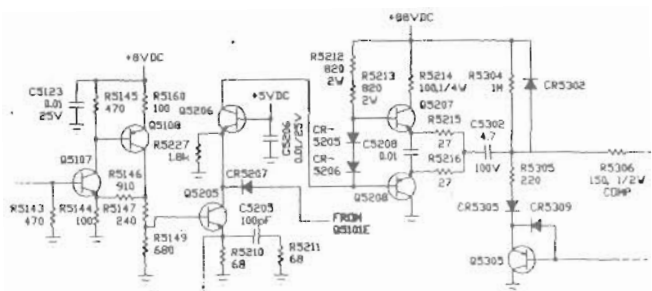 +88VDC
R5212
820
2W
R5213
820
2W
R5214
100,1/4W
Q5207
R5304
1M
CR5302
+8VDC
C5123
0.01
25V
R5145
470
R5160
100
Q5108
Q5206
+5VDC
C5206
0.01/25V
R5215
27
C5302
4.7
100V
CR-
5205
C5208
0.01
R5216
27
CR-
5206
Q5208
R5227
1.8k
Q5107
R5146
910
CR5207
Q5205
R5305
220
R5306
150, 1/2W
COMP
R5143
470
R5144
100
R5147
240
C5205
100pF
FROM
Q5101E
CR5305
CR5309
R5149
680
R5210
68
R5211
68
Q5305